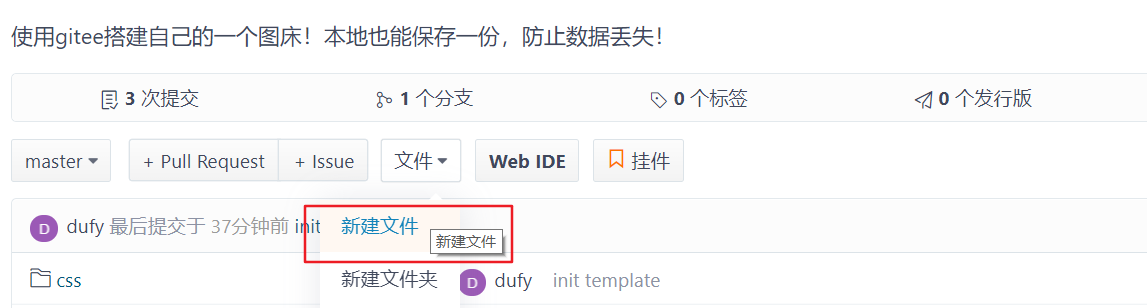 使用gitee搭建自己的一个图床！本地也能保存一份，防止数据丢失！
3 次提交 1 个分支 0 个标签 0 个发行版
master + Pull Request + Issue 文件 Web IDE 挂件
D dufy 最后提交于 37分钟前 init 新建文件
新建文件
css 新建文件夹 D dufy init template